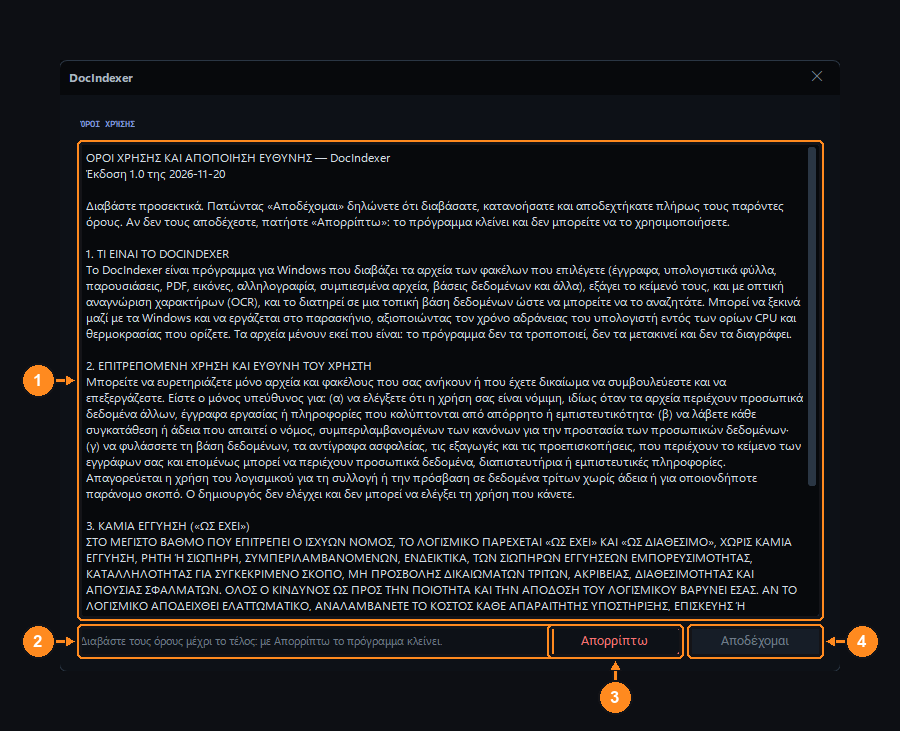 DocIndexer
ΌΡΟΙ ΧΡΉΣΗΣ
ΟΡΟΙ ΧΡΗΣΗΣ ΚΑΙ ΑΠΟΠΟΙΗΣΗ ΕΥΘΥΝΗΣ — DocIndexer
Έκδοση 1.0 της 2026-11-20
Διαβάστε προσεκτικά. Πατώντας «Αποδέχομαι» δηλώνετε ότι διαβάσατε, κατανοήσατε και αποδεχτήκατε πλήρως τους παρόντες
όρους. Αν δεν τους αποδέχεστε, πατήστε «Απορρίπτω»: το πρόγραμμα κλείνει και δεν μπορείτε να το χρησιμοποιήσετε.
1. ΤΙ ΕΙΝΑΙ ΤΟ DOCINDEXER
Το DocIndexer είναι πρόγραμμα για Windows που διαβάζει τα αρχεία των φακέλων που επιλέγετε (έγγραφα, υπολογιστικά φύλλα,
παρουσιάσεις, PDF, εικόνες, αλληλογραφία, συμπιεσμένα αρχεία, βάσεις δεδομένων και άλλα), εξάγει το κείμενό τους, και με οπτική
αναγνώριση χαρακτήρων (OCR), και το διατηρεί σε μια τοπική βάση δεδομένων ώστε να μπορείτε να το αναζητάτε. Μπορεί να ξεκινά
μαζί με τα Windows και να εργάζεται στο παρασκήνιο, αξιοποιώντας τον χρόνο αδράνειας του υπολογιστή εντός των ορίων CPU και
θερμοκρασίας που ορίζετε. Τα αρχεία μένουν εκεί που είναι: το πρόγραμμα δεν τα τροποποιεί, δεν τα μετακινεί και δεν τα διαγράφει.
2. ΕΠΙΤΡΕΠΟΜΕΝΗ ΧΡΗΣΗ ΚΑΙ ΕΥΘΥΝΗ ΤΟΥ ΧΡΗΣΤΗ
Μπορείτε να ευρετηριάζετε μόνο αρχεία και φακέλους που σας ανήκουν ή που έχετε δικαίωμα να συμβουλεύεστε και να
επεξεργάζεστε. Είστε ο μόνος υπεύθυνος για: (α) να ελέγξετε ότι η χρήση σας είναι νόμιμη, ιδίως όταν τα αρχεία περιέχουν προσωπικά
δεδομένα άλλων, έγγραφα εργασίας ή πληροφορίες που καλύπτονται από απόρρητο ή εμπιστευτικότητα· (β) να λάβετε κάθε
συγκατάθεση ή άδεια που απαιτεί ο νόμος, συμπεριλαμβανομένων των κανόνων για την προστασία των προσωπικών δεδομένων·
(γ) να φυλάσσετε τη βάση δεδομένων, τα αντίγραφα ασφαλείας, τις εξαγωγές και τις προεπισκοπήσεις, που περιέχουν το κείμενο των
εγγράφων σας και επομένως μπορεί να περιέχουν προσωπικά δεδομένα, διαπιστευτήρια ή εμπιστευτικές πληροφορίες.
Απαγορεύεται η χρήση του λογισμικού για τη συλλογή ή την πρόσβαση σε δεδομένα τρίτων χωρίς άδεια ή για οποιονδήποτε
παράνομο σκοπό. Ο δημιουργός δεν ελέγχει και δεν μπορεί να ελέγξει τη χρήση που κάνετε.
3. ΚΑΜΙΑ ΕΓΓΥΗΣΗ («ΩΣ ΕΧΕΙ»)
ΣΤΟ ΜΕΓΙΣΤΟ ΒΑΘΜΟ ΠΟΥ ΕΠΙΤΡΕΠΕΙ Ο ΙΣΧΥΩΝ ΝΟΜΟΣ, ΤΟ ΛΟΓΙΣΜΙΚΟ ΠΑΡΕΧΕΤΑΙ «ΩΣ ΕΧΕΙ» ΚΑΙ «ΩΣ ΔΙΑΘΕΣΙΜΟ», ΧΩΡΙΣ ΚΑΜΙΑ
ΕΓΓΥΗΣΗ, ΡΗΤΗ Ή ΣΙΩΠΗΡΗ, ΣΥΜΠΕΡΙΛΑΜΒΑΝΟΜΕΝΩΝ, ΕΝΔΕΙΚΤΙΚΑ, ΤΩΝ ΣΙΩΠΗΡΩΝ ΕΓΓΥΗΣΕΩΝ ΕΜΠΟΡΕΥΣΙΜΟΤΗΤΑΣ,
ΚΑΤΑΛΛΗΛΟΤΗΤΑΣ ΓΙΑ ΣΥΓΚΕΚΡΙΜΕΝΟ ΣΚΟΠΟ, ΜΗ ΠΡΟΣΒΟΛΗΣ ΔΙΚΑΙΩΜΑΤΩΝ ΤΡΙΤΩΝ, ΑΚΡΙΒΕΙΑΣ, ΔΙΑΘΕΣΙΜΟΤΗΤΑΣ ΚΑΙ
ΑΠΟΥΣΙΑΣ ΣΦΑΛΜΑΤΩΝ. ΟΛΟΣ Ο ΚΙΝΔΥΝΟΣ ΩΣ ΠΡΟΣ ΤΗΝ ΠΟΙΟΤΗΤΑ ΚΑΙ ΤΗΝ ΑΠΟΔΟΣΗ ΤΟΥ ΛΟΓΙΣΜΙΚΟΥ ΒΑΡΥΝΕΙ ΕΣΑΣ. ΑΝ ΤΟ
ΛΟΓΙΣΜΙΚΟ ΑΠΟΔΕΙΧΘΕΙ ΕΛΑΤΤΩΜΑΤΙΚΟ, ΑΝΑΛΑΜΒΑΝΕΤΕ ΤΟ ΚΟΣΤΟΣ ΚΑΘΕ ΑΠΑΡΑΙΤΗΤΗΣ ΥΠΟΣΤΗΡΙΞΗΣ, ΕΠΙΣΚΕΥΗΣ Ή
1
2
Διαβάστε τους όρους μέχρι το τέλος: με Απορρίπτω το πρόγραμμα κλείνει.
Απορρίπτω
Αποδέχομαι
4
3